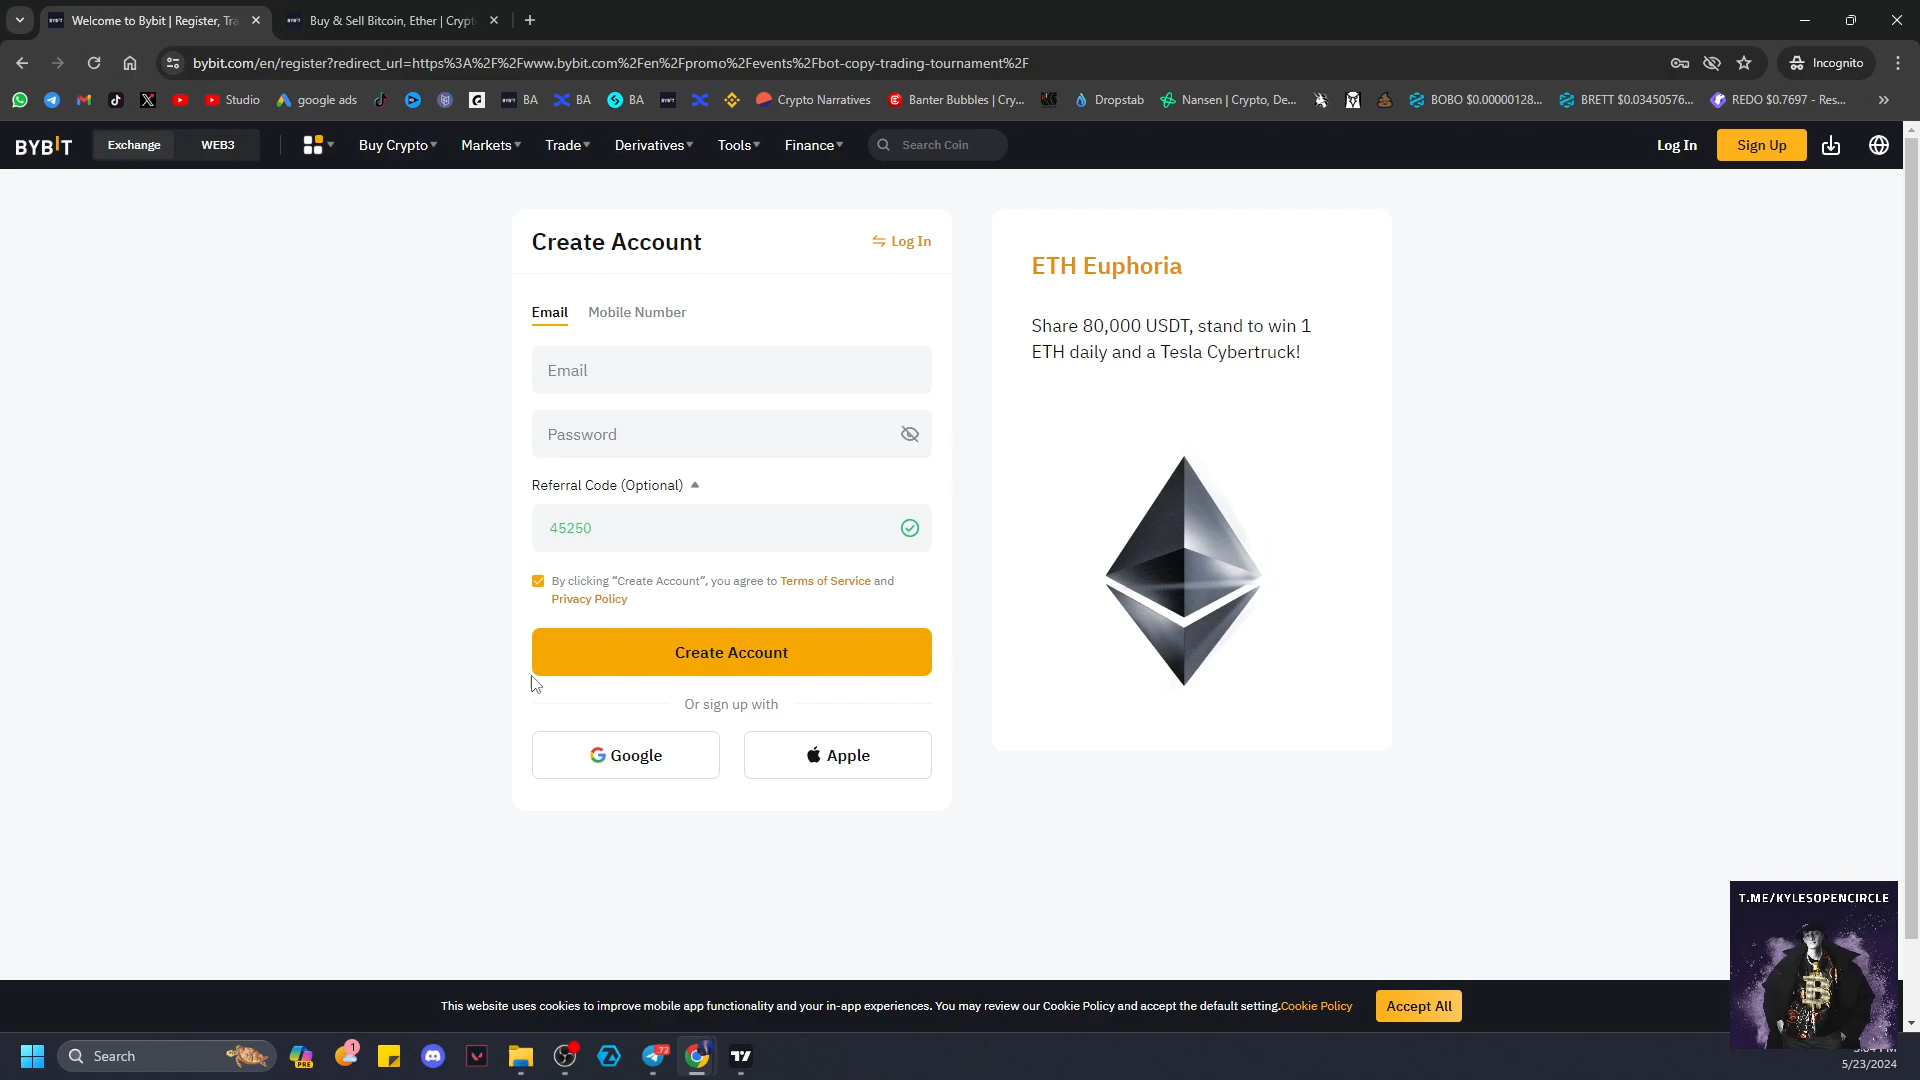 Welcome to Bybit | Register, Tra
Buy & Sell Bitcoin, Ether | Crypt
bybit.com/en/register?redirect_url=https%3A%2F%2Fwww.bybit.com%2Fen%2Fpromo%2Fevents%2Fbot-copy-trading-tournament%2F
Incognito
Studio
google ads
BA
BA
BA
Crypto Narratives
Banter Bubbles | Cry...
Dropstab
Nansen | Crypto, De...
BOBO $0.00000128...
BRETT $0.03450576...
REDO $0.7697 - Res...
BYBIT
Exchange
WEB3
Buy Crypto
Markets
Trade
Derivatives
Tools
Finance
Search Coin
Log In
Sign Up
Create Account
Log In
Email
Mobile Number
Email
Password
Referral Code (Optional)
45250
By clicking “Create Account”, you agree to Terms of Service and
Privacy Policy
Create Account
Or sign up with
Google
Apple
ETH Euphoria
Share 80,000 USDT, stand to win 1
ETH daily and a Tesla Cybertruck!
T.ME/KYLESOPENCIRCLE
This website uses cookies to improve mobile app functionality and your in-app experiences. You may review our Cookie Policy and accept the default setting.Cookie Policy
Accept All
Search
PRE
1
72
5/23/2024